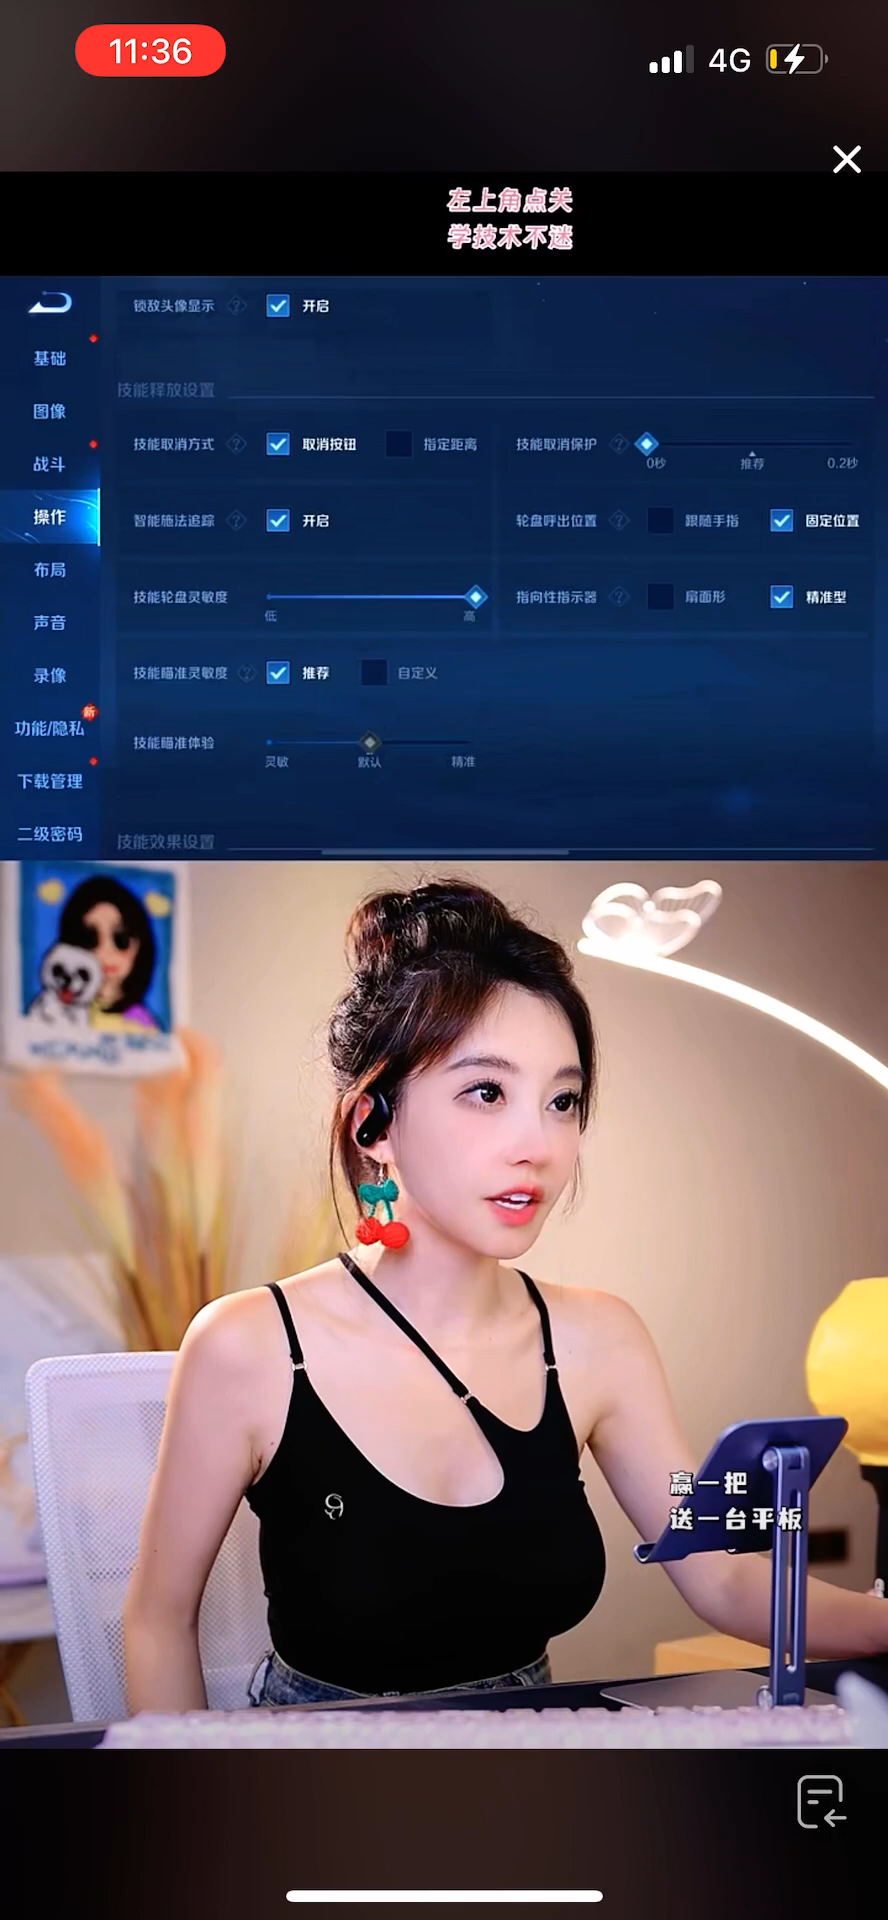 11:36
4G
左上角点关
学技术不迷
锁敌头像显示 开启
基础
技能释放设置
图像
技能取消方式 取消按钮 指定距离 技能取消保护
0秒 推荐 0.2秒
战斗
操作
智能施法追踪 开启 轮盘呼出位置 跟随手指 固定位置
布局
技能轮盘灵敏度 指向性指示器 扇面形 精准型
低 高
声音
录像
技能瞄准灵敏度 推荐 自定义
新
功能/隐私
技能瞄准体验
灵敏 默认 精准
下载管理
二级密码
技能效果设置
赢一把
送一台平板